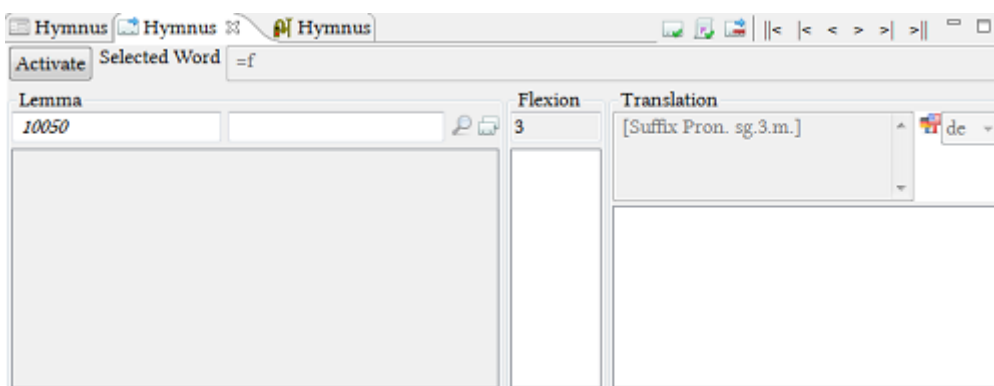 Hymnus Hymnus Hymnus ||< |< < > >| >||
Activate Selected Word =f
Lemma Flexion Translation
10050 3 [Suffix Pron. sg.3.m.] de